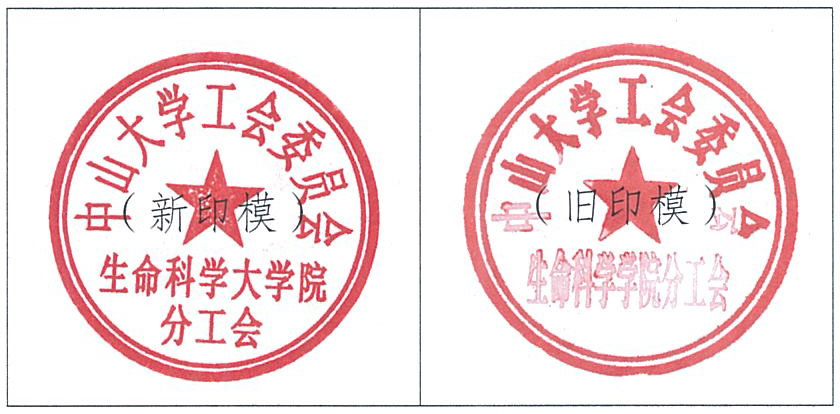 中山大学工会委员会
（新印模）
生命科学大学院
分工会
中山大学工会委员会
（旧印模）
生命科学学院分工会